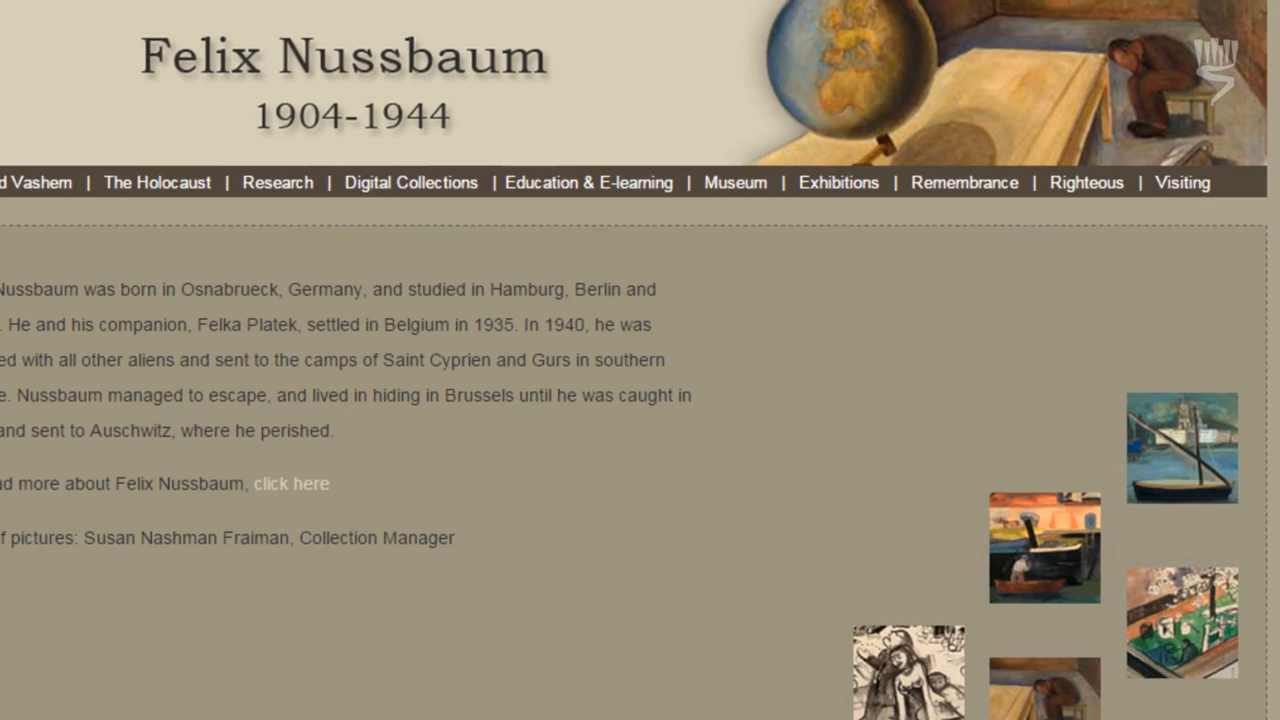 Felix Nussbaum
1904-1944
d Vashem | The Holocaust | Research | Digital Collections | Education & E-learning | Museum | Exhibitions | Remembrance | Righteous | Visiting
Nussbaum was born in Osnabrueck, Germany, and studied in Hamburg, Berlin and
. He and his companion, Felka Platek, settled in Belgium in 1935. In 1940, he was
ed with all other aliens and sent to the camps of Saint Cyprien and Gurs in southern
e. Nussbaum managed to escape, and lived in hiding in Brussels until he was caught in
and sent to Auschwitz, where he perished.
ad more about Felix Nussbaum, click here
f pictures: Susan Nashman Fraiman, Collection Manager